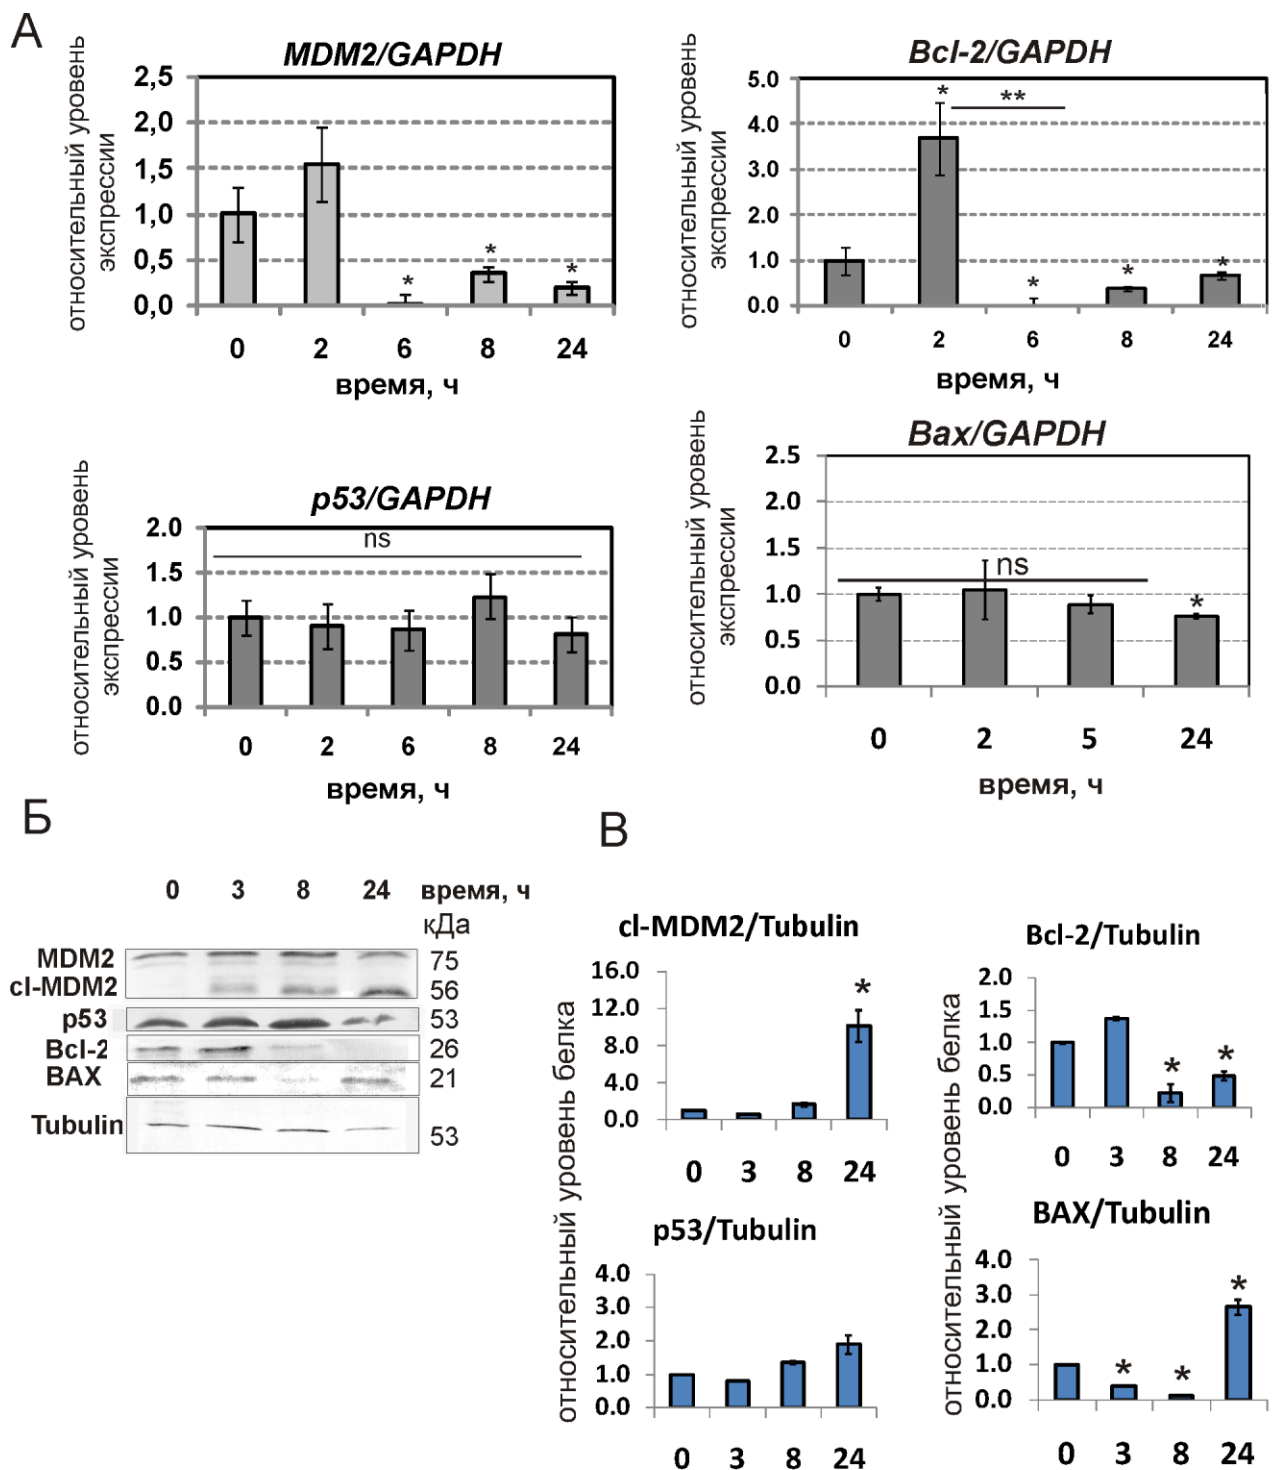 А
MDM2/GAPDH
относительный уровень
экспрессии
2,5
2,0
1,5
1,0
0,5
0,0
*
*
*
0 2 6 8 24
время, ч
Bcl-2/GAPDH
относительный уровень
экспрессии
5.0
4.0
3.0
2.0
1.0
0.0
* **
*
*
*
0 2 6 8 24
время, ч
p53/GAPDH
относительный уровень
экспрессии
2.0
1.5
1.0
0.5
0.0
ns
0 2 6 8 24
время, ч
Bax/GAPDH
относительный уровень
экспрессии
2.5
2.0
1.5
1.0
0.5
0.0
ns
*
0 2 5 24
время, ч
Б
0 3 8 24 время, ч
кДа
MDM2 75
cl-MDM2 56
p53 53
Bcl-2 26
BAX 21
Tubulin 53
В
относительный уровень белка
cl-MDM2/Tubulin
16.0
12.0
8.0
4.0
0.0
*
0 3 8 24
p53/Tubulin
4.0
3.0
2.0
1.0
0.0
0 3 8 24
относительный уровень белка
Bcl-2/Tubulin
2.0
1.5
1.0
0.5
0.0
* *
0 3 8 24
BAX/Tubulin
4.0
3.0
2.0
1.0
0.0
* * *
0 3 8 24